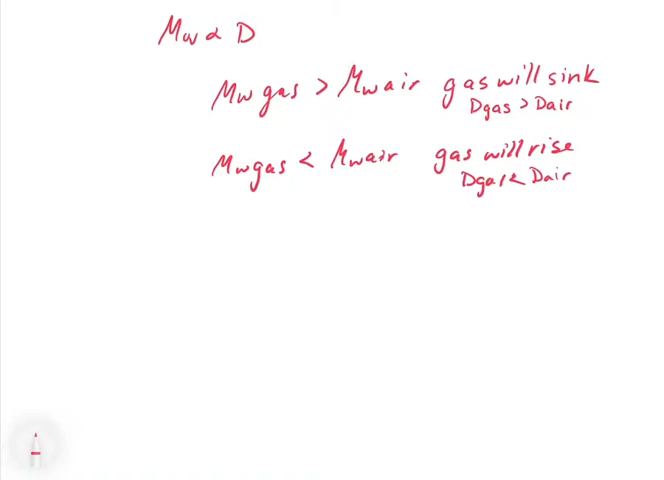 Mw ∝ D
Mw gas > Mw air gas will sink
Dgas > Dair
Mw gas < Mw air gas will rise
Dgas < Dair